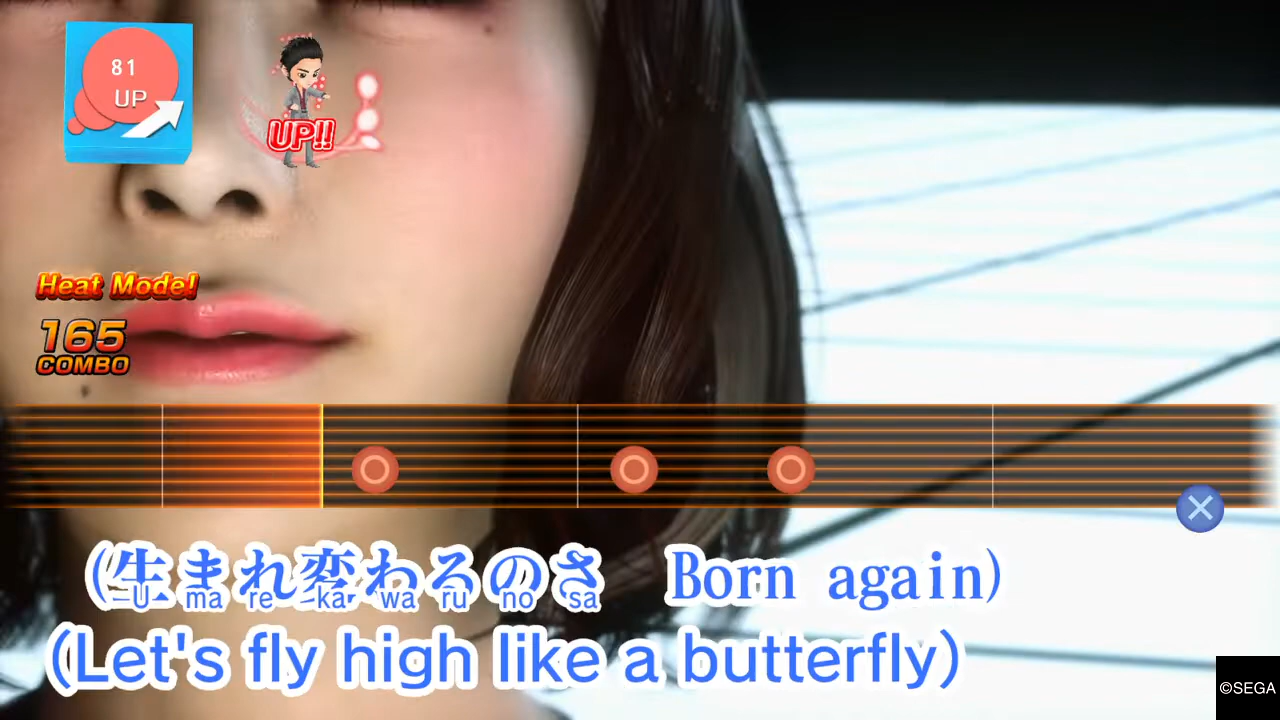 81
UP
UP!!
Heat Mode!
165
COMBO
(生まれ変わるのさ Born again)
U ma re ka wa ru no sa
(Let's fly high like a butterfly)
©SEGA